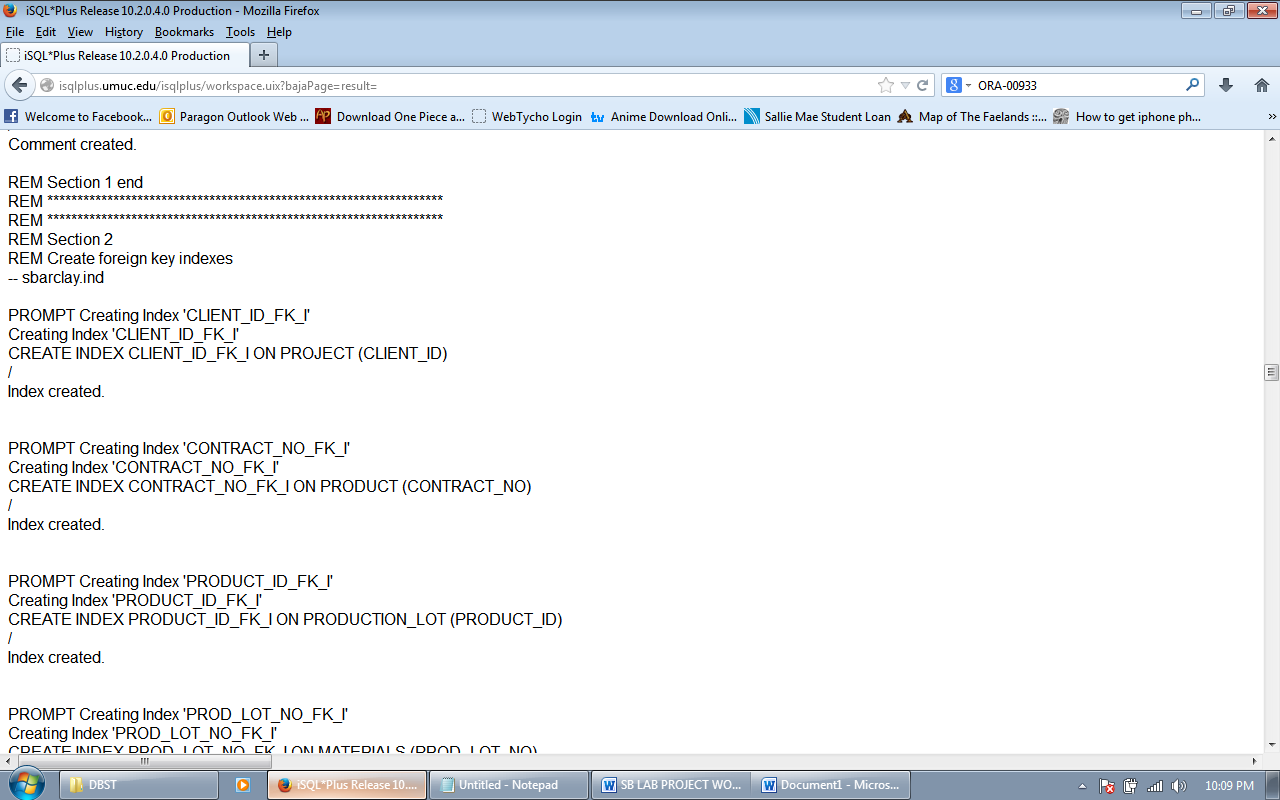 iSQL*Plus Release 10.2.0.4.0 Production - Mozilla Firefox
File Edit View History Bookmarks Tools Help
iSQL*Plus Release 10.2.0.4.0 Production
isqlplus.umuc.edu/isqlplus/workspace.uix?bajaPage=result=
ORA-00933
Welcome to Facebook... Paragon Outlook Web ... Download One Piece a... WebTycho Login Anime Download Onli... Sallie Mae Student Loan Map of The Faelands ::... How to get iphone ph... »
Comment created.
REM Section 1 end
REM ******************************************************************
REM ******************************************************************
REM Section 2
REM Create foreign key indexes
-- sbarclay.ind
PROMPT Creating Index 'CLIENT_ID_FK_I'
Creating Index 'CLIENT_ID_FK_I'
CREATE INDEX CLIENT_ID_FK_I ON PROJECT (CLIENT_ID)
/
Index created.
PROMPT Creating Index 'CONTRACT_NO_FK_I'
Creating Index 'CONTRACT_NO_FK_I'
CREATE INDEX CONTRACT_NO_FK_I ON PRODUCT (CONTRACT_NO)
/
Index created.
PROMPT Creating Index 'PRODUCT_ID_FK_I'
Creating Index 'PRODUCT_ID_FK_I'
CREATE INDEX PRODUCT_ID_FK_I ON PRODUCTION_LOT (PRODUCT_ID)
/
Index created.
PROMPT Creating Index 'PROD_LOT_NO_FK_I'
Creating Index 'PROD_LOT_NO_FK_I'
CREATE INDEX PROD_LOT_NO_FK_I ON MATERIALS (PROD_LOT_NO)
DBST iSQL*Plus Release 10.... Untitled - Notepad SB LAB PROJECT WO... Document1 - Micros... 10:09 PM